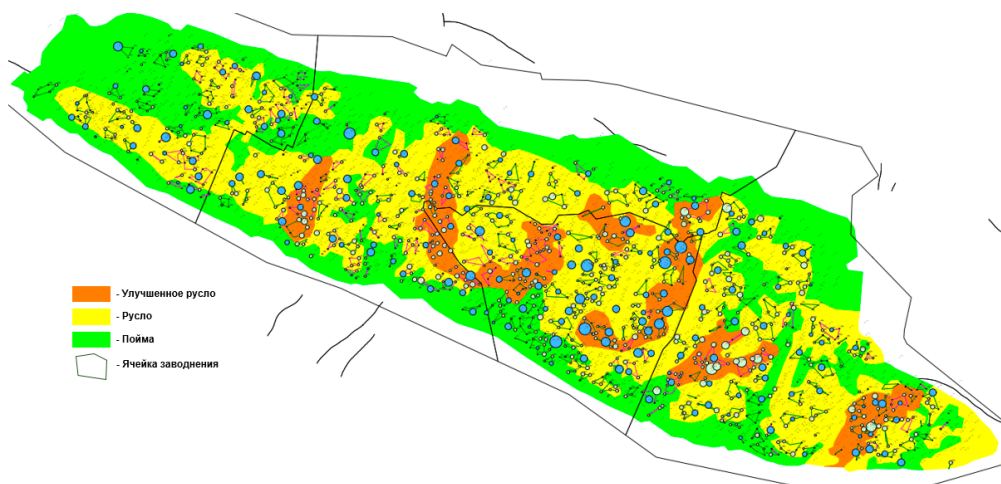 - Улучшенное русло
- Русло
- Пойма
- Ячейка заводнения